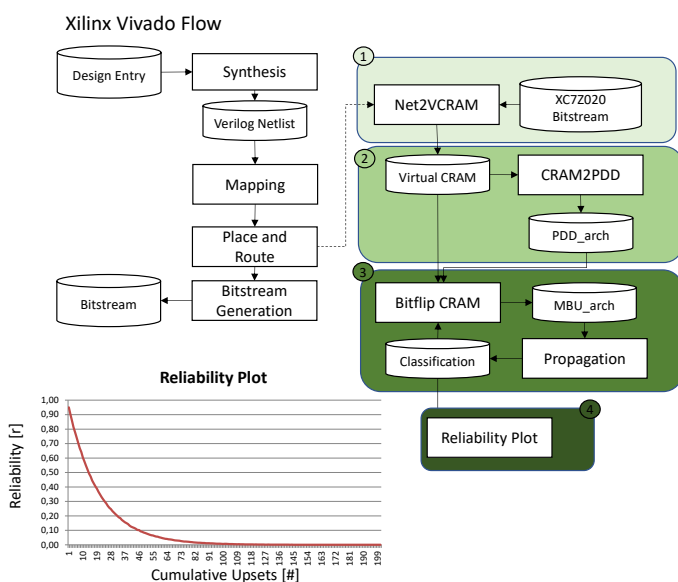 Xilinx Vivado Flow
Design Entry
Synthesis
Verilog Netlist
Mapping
Place and
Route
Bitstream
Generation
Bitstream
1
Net2VCRAM
XC7Z020
Bitstream
2
Virtual CRAM
CRAM2PDD
PDD_arch
3
Bitflip CRAM
MBU_arch
Classification
Propagation
4
Reliability Plot
Reliability Plot
Reliability [r]
1,00
0,90
0,80
0,70
0,60
0,50
0,40
0,30
0,20
0,10
0,00
1
10
19
28
37
46
55
64
73
82
91
100
109
118
127
136
145
154
163
172
181
190
199
Cumulative Upsets [#]